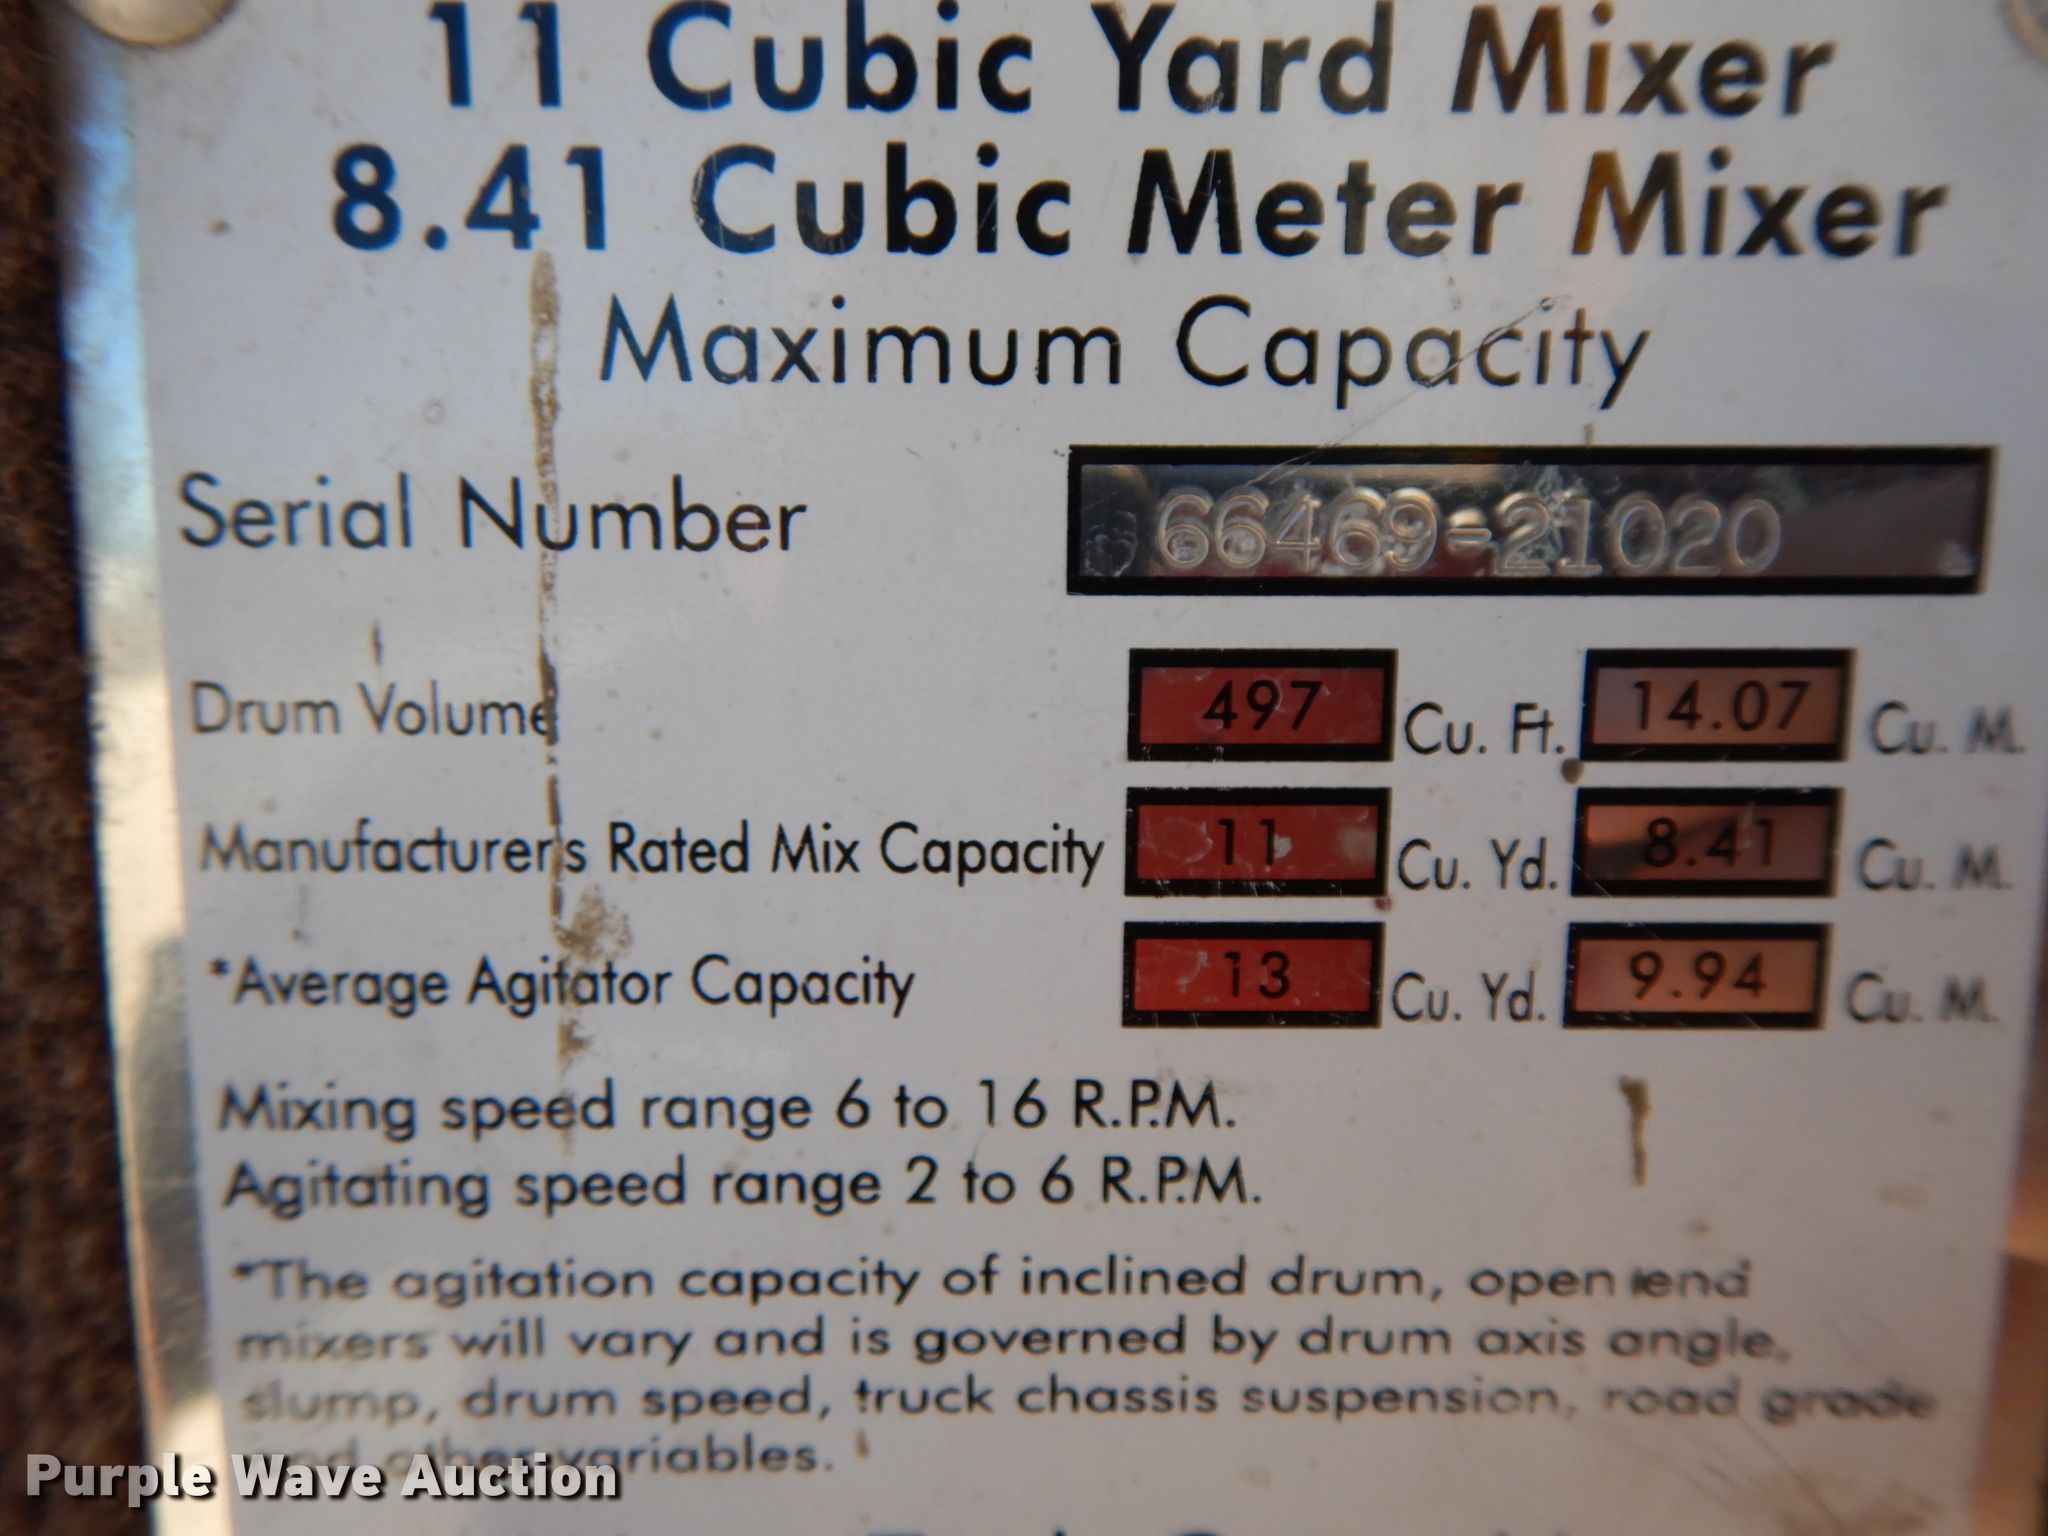 11 Cubic Yard Mixer
8.41 Cubic Meter Mixer
Maximum Capacity
Serial Number 66469-21020
Drum Volume 497 Cu. Ft. 14.07 Cu. M.
Manufacturer's Rated Mix Capacity 11 Cu. Yd. 8.41 Cu. M.
*Average Agitator Capacity 13 Cu. Yd. 9.94 Cu. M.
Mixing speed range 6 to 16 R.P.M.
Agitating speed range 2 to 6 R.P.M.
*The agitation capacity of inclined drum, open end
mixers will vary and is governed by drum axis angle,
slump, drum speed, truck chassis suspension, road grade
and other variables.
Purple Wave Auction